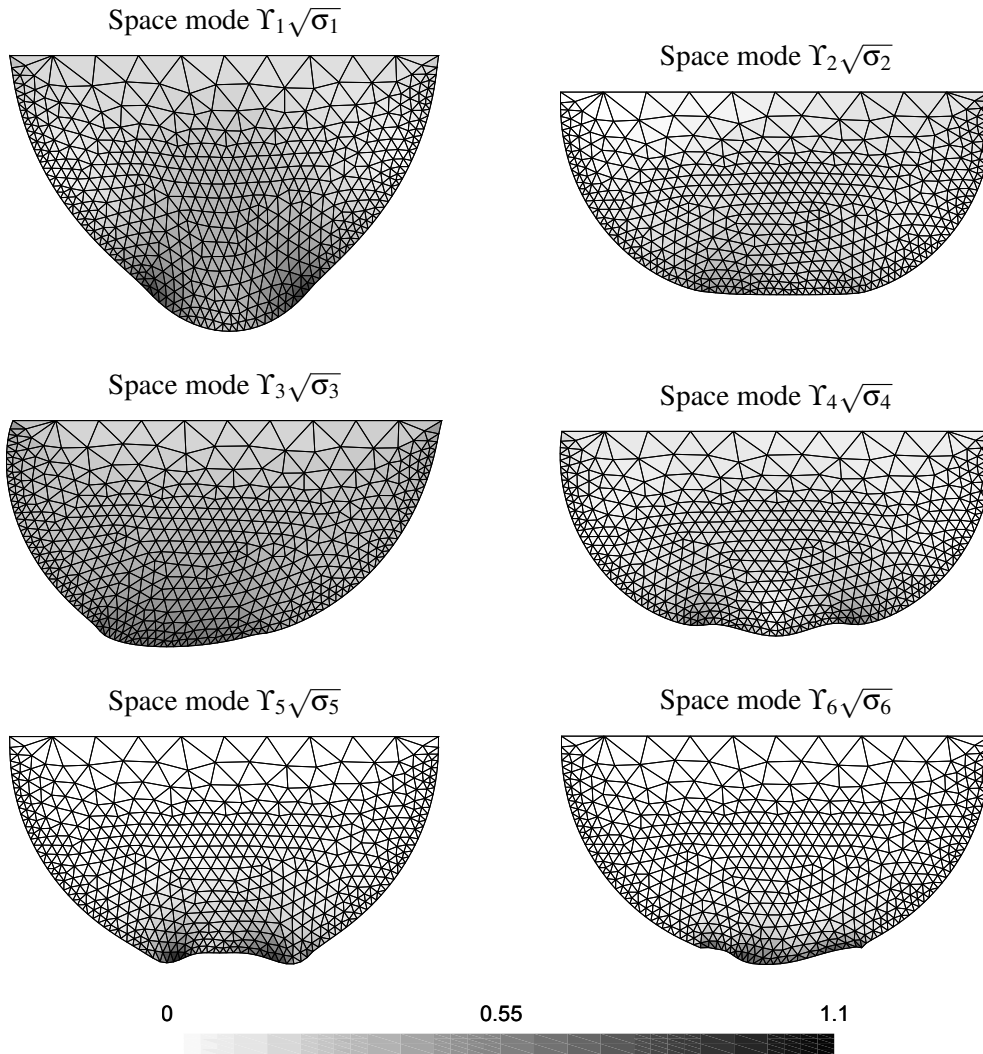 Space mode ϒ₁√σ₁
Space mode ϒ₂√σ₂
Space mode ϒ₃√σ₃
Space mode ϒ₄√σ₄
Space mode ϒ₅√σ₅
Space mode ϒ₆√σ₆
0 0.55 1.1